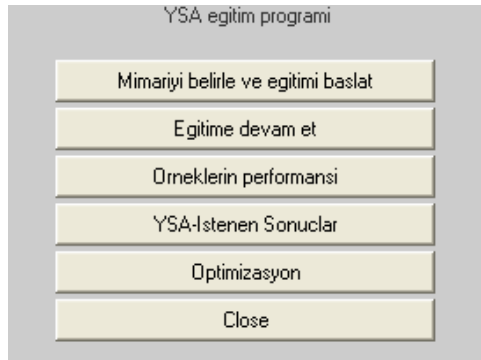 YSA egitim programi
Mimariyi belirle ve egitimi baslat
Egitime devam et
Orneklerin performansi
YSA-Istenen Sonuclar
Optimizasyon
Close